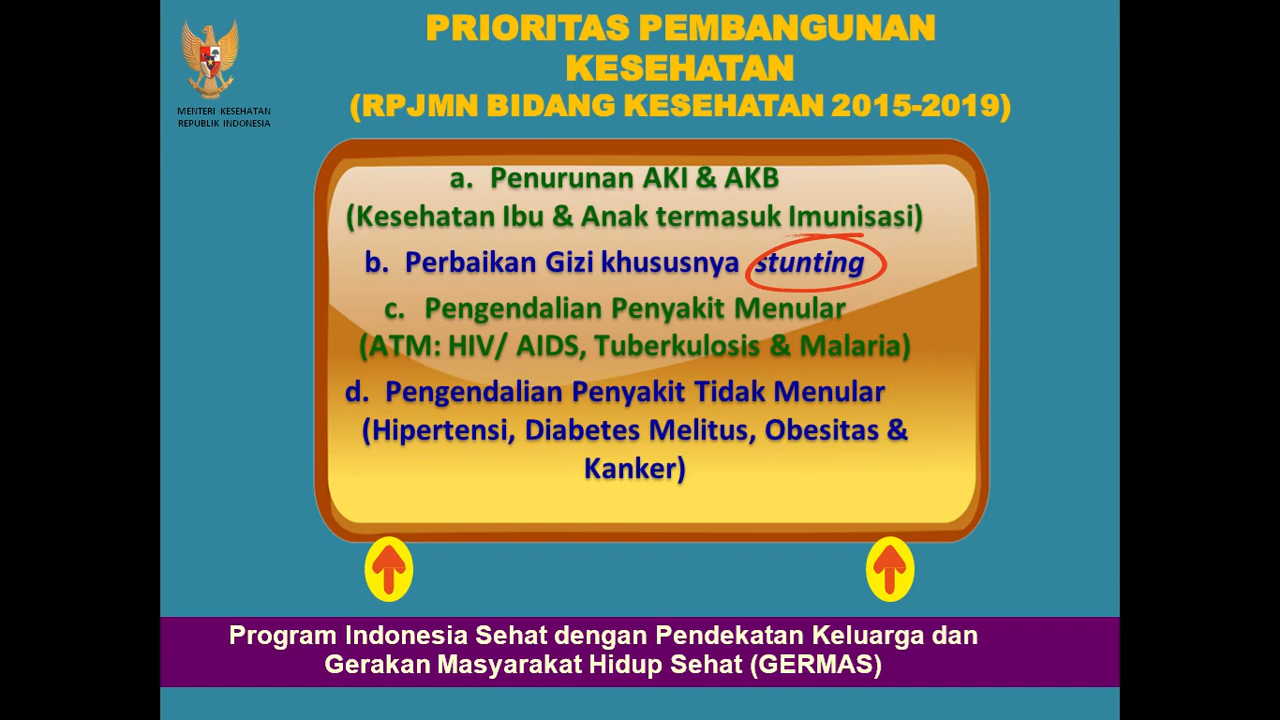 PRIORITAS PEMBANGUNAN
KESEHATAN
(RPJMN BIDANG KESEHATAN 2015-2019)
MENTERI KESEHATAN
REPUBLIK INDONESIA
a. Penurunan AKI & AKB
(Kesehatan Ibu & Anak termasuk Imunisasi)
b. Perbaikan Gizi khususnya stunting
c. Pengendalian Penyakit Menular
(ATM: HIV/ AIDS, Tuberkulosis & Malaria)
d. Pengendalian Penyakit Tidak Menular
(Hipertensi, Diabetes Melitus, Obesitas &
Kanker)
Program Indonesia Sehat dengan Pendekatan Keluarga dan
Gerakan Masyarakat Hidup Sehat (GERMAS)